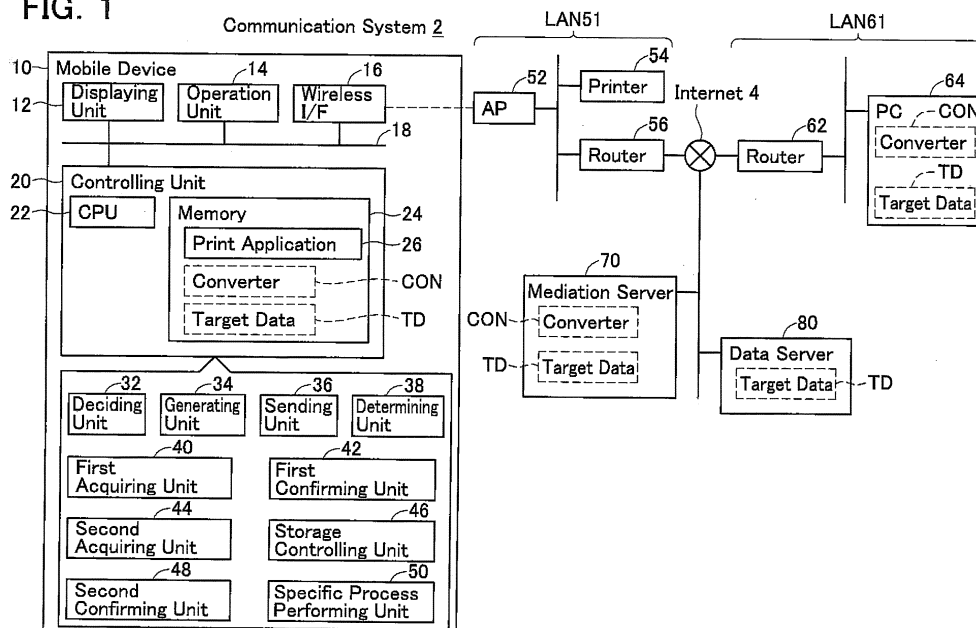 FIG. 1
Communication System 2
LAN51
LAN61
10
Mobile Device
14
16
12
Displaying Unit
Operation Unit
Wireless I/F
18
52
AP
54
Printer
56
Router
Internet 4
62
Router
64
PC
CON
Converter
TD
Target Data
20
Controlling Unit
22
CPU
Memory
24
Print Application
26
Converter
CON
Target Data
TD
70
Mediation Server
CON
Converter
TD
Target Data
80
Data Server
Target Data
TD
32
34
36
38
Deciding Unit
Generating Unit
Sending Unit
Determining Unit
40
42
First Acquiring Unit
First Confirming Unit
44
46
Second Acquiring Unit
Storage Controlling Unit
48
50
Second Confirming Unit
Specific Process Performing Unit